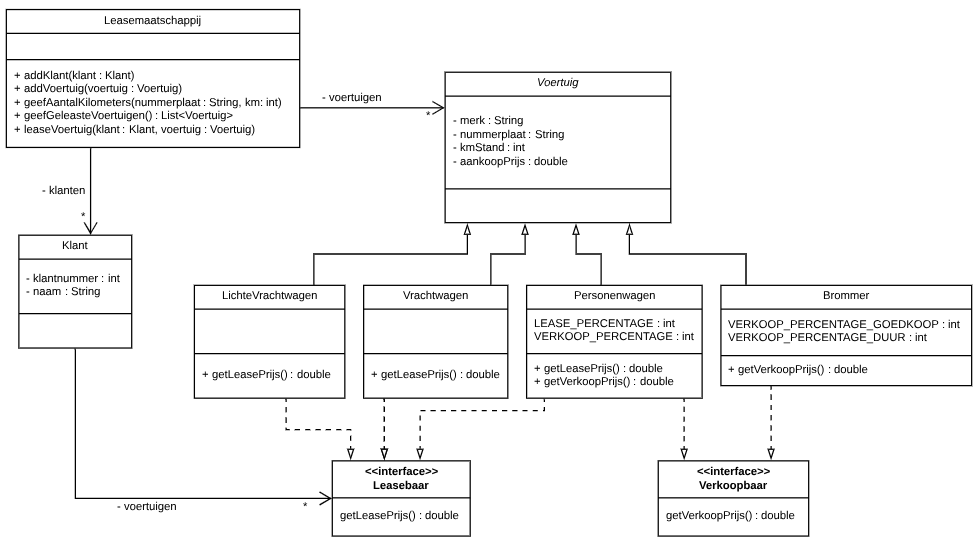 Leasemaatschappij
+ addKlant(klant : Klant)
+ addVoertuig(voertuig : Voertuig)
+ geefAantalKilometers(nummerplaat : String, km: int)
+ geefGeleasteVoertuigen() : List<Voertuig>
+ leaseVoertuig(klant : Klant, voertuig : Voertuig)
- voertuigen
*
Voertuig
- merk : String
- nummerplaat : String
- kmStand : int
- aankoopPrijs : double
- klanten
*
Klant
- klantnummer : int
- naam : String
LichteVrachtwagen
+ getLeasePrijs() : double
Vrachtwagen
+ getLeasePrijs() : double
Personenwagen
LEASE_PERCENTAGE : int
VERKOOP_PERCENTAGE : int
+ getLeasePrijs() : double
+ getVerkoopPrijs() : double
Brommer
VERKOOP_PERCENTAGE_GOEDKOOP : int
VERKOOP_PERCENTAGE_DUUR : int
+ getVerkoopPrijs() : double
- voertuigen
*
<<interface>>
Leasebaar
getLeasePrijs() : double
<<interface>>
Verkoopbaar
getVerkoopPrijs() : double